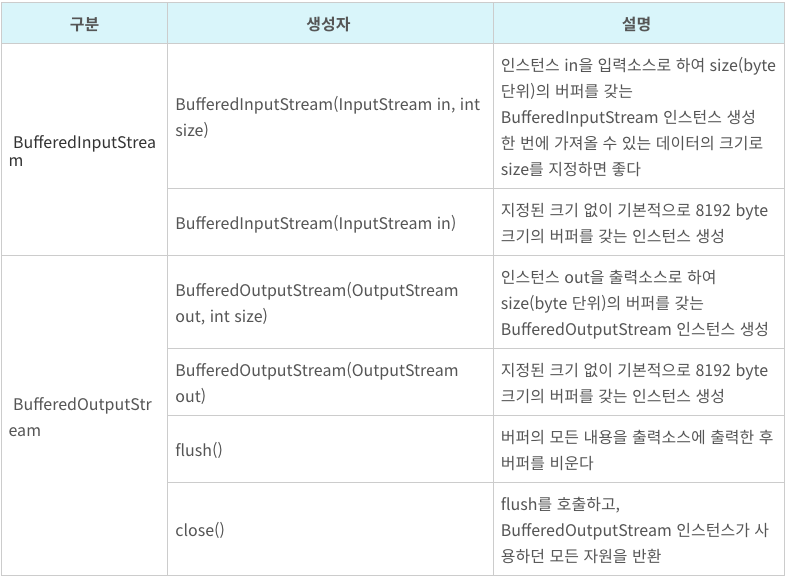 구분 생성자 설명
BufferedInputStrea
m
BufferedInputStream(InputStream in, int
size)
인스턴스 in을 입력소스로 하여 size(byte
단위)의 버퍼를 갖는
BufferedInputStream 인스턴스 생성
한 번에 가져올 수 있는 데이터의 크기로
size를 지정하면 좋다
BufferedInputStream(InputStream in)
지정된 크기 없이 기본적으로 8192 byte
크기의 버퍼를 갖는 인스턴스 생성
BufferedOutputStr
eam
BufferedOutputStream(OutputStream
out, int size)
인스턴스 out을 출력소스로 하여
size(byte 단위)의 버퍼를 갖는
BufferedOutputStream 인스턴스 생성
BufferedOutputStream(OutputStream
out)
지정된 크기 없이 기본적으로 8192 byte
크기의 버퍼를 갖는 인스턴스 생성
flush()
버퍼의 모든 내용을 출력소스에 출력한 후
버퍼를 비운다
close()
flush를 호출하고,
BufferedOutputStream 인스턴스가 사
용하던 모든 자원을 반환